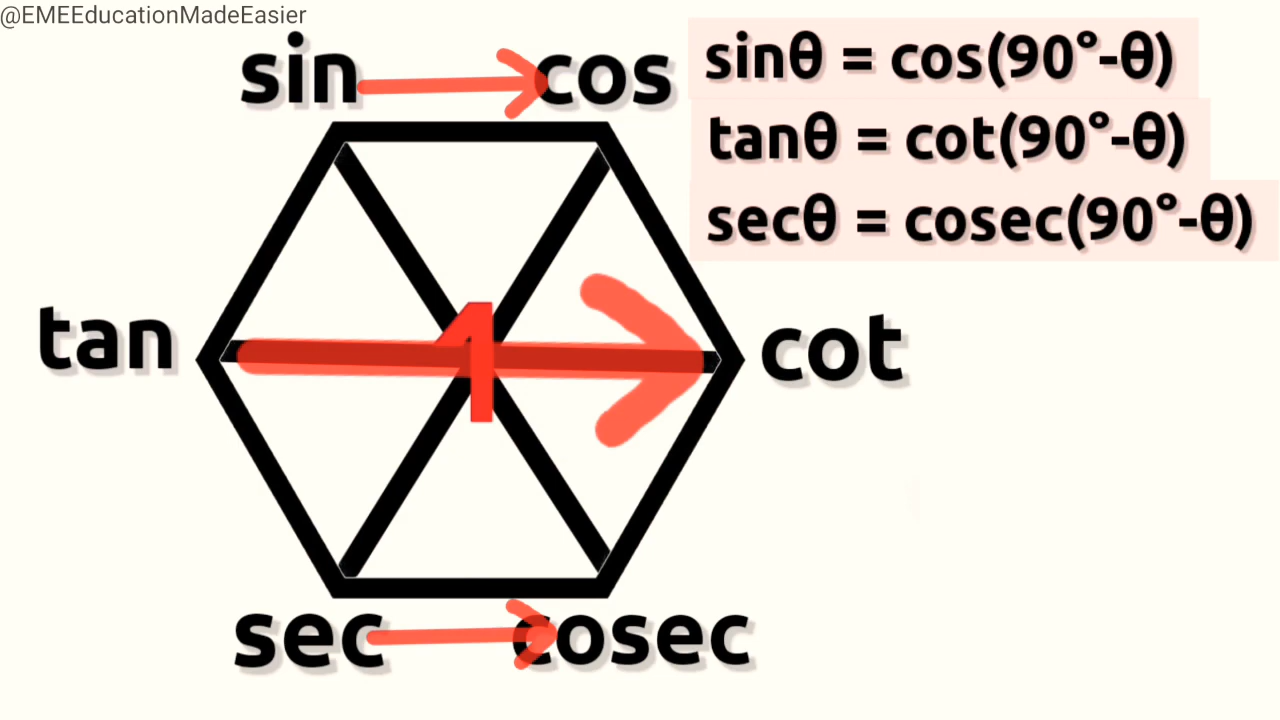 @EMEEducationMadeEasier
sin cos
sinθ = cos(90°-θ)
tanθ = cot(90°-θ)
secθ = cosec(90°-θ)
tan 1 cot
sec cosec